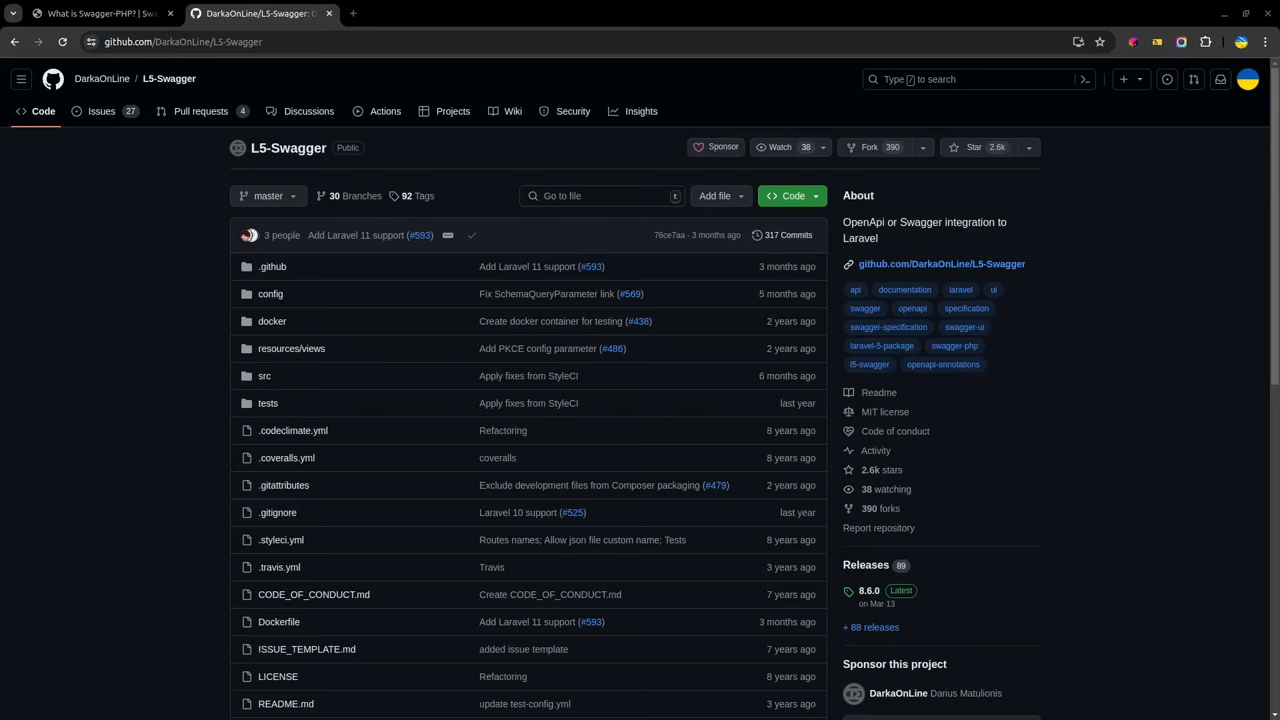 What is Swagger-PHP? | Swa
DarkaOnLine/L5-Swagger: O
github.com/DarkaOnLine/L5-Swagger
DarkaOnLine / L5-Swagger
Type / to search
Code
Issues 27
Pull requests 4
Discussions
Actions
Projects
Wiki
Security
Insights
L5-Swagger Public
Sponsor
Watch 38
Fork 390
Star 2.6k
master
30 Branches
92 Tags
Go to file t
Add file
Code
3 people Add Laravel 11 support (#593) 76ce7aa · 3 months ago 317 Commits
.github Add Laravel 11 support (#593) 3 months ago
config Fix SchemaQueryParameter link (#569) 5 months ago
docker Create docker container for testing (#438) 2 years ago
resources/views Add PKCE config parameter (#486) 2 years ago
src Apply fixes from StyleCI 6 months ago
tests Apply fixes from StyleCI last year
.codeclimate.yml Refactoring 8 years ago
.coveralls.yml coveralls 8 years ago
.gitattributes Exclude development files from Composer packaging (#479) 2 years ago
.gitignore Laravel 10 support (#525) last year
.styleci.yml Routes names; Allow json file custom name; Tests 8 years ago
.travis.yml Travis 3 years ago
CODE_OF_CONDUCT.md Create CODE_OF_CONDUCT.md 7 years ago
Dockerfile Add Laravel 11 support (#593) 3 months ago
ISSUE_TEMPLATE.md added issue template 7 years ago
LICENSE Refactoring 8 years ago
README.md update test-config.yml 3 years ago
About
OpenApi or Swagger integration to
Laravel
github.com/DarkaOnLine/L5-Swagger
api documentation laravel ui
swagger openapi specification
swagger-specification swagger-ui
laravel-5-package swagger-php
l5-swagger openapi-annotations
Readme
MIT license
Code of conduct
Activity
2.6k stars
38 watching
390 forks
Report repository
Releases 89
8.6.0 Latest
on Mar 13
+ 88 releases
Sponsor this project
DarkaOnLine Darius Matulionis